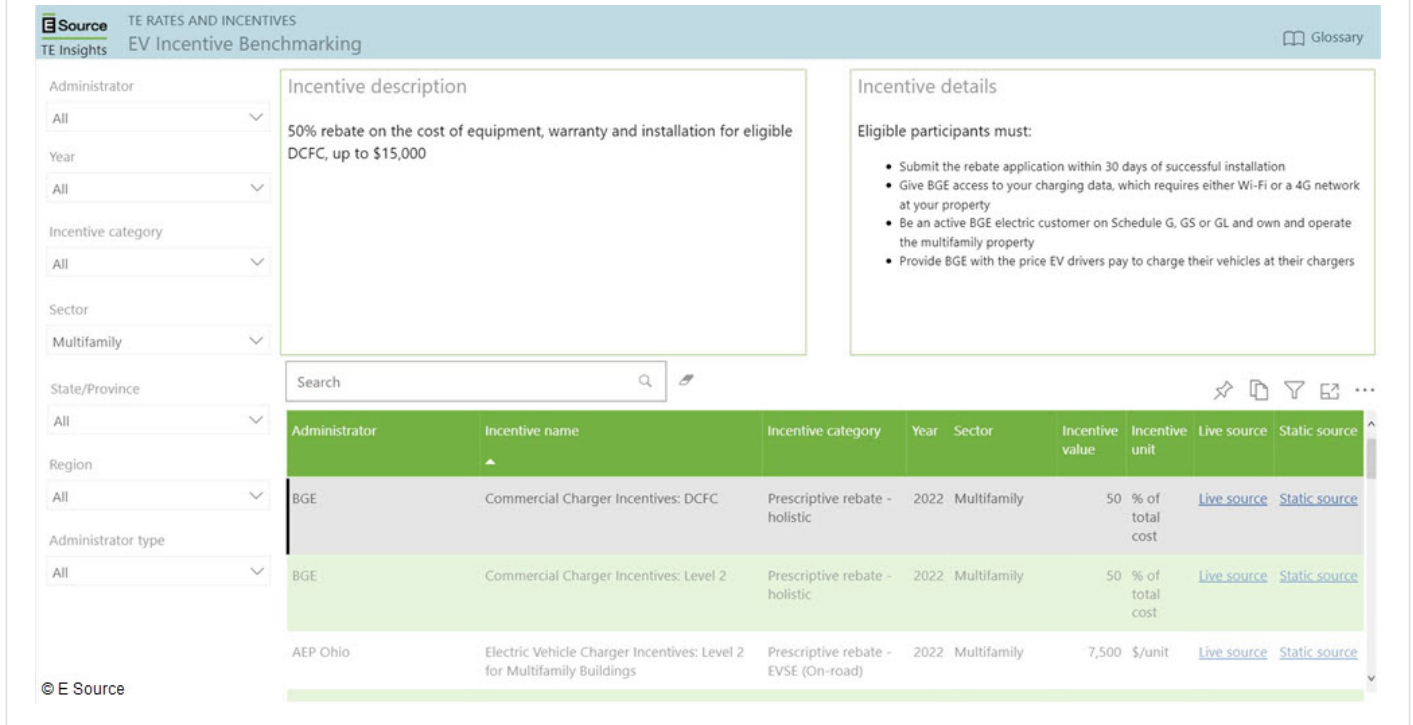 E Source
TE Insights
TE RATES AND INCENTIVES
EV Incentive Benchmarking
Glossary
Administrator
All
Year
All
Incentive category
All
Sector
Multifamily
State/Province
All
Region
All
Administrator type
All
Incentive description
50% rebate on the cost of equipment, warranty and installation for eligible
DCFC, up to $15,000
Incentive details
Eligible participants must:
• Submit the rebate application within 30 days of successful installation
• Give BGE access to your charging data, which requires either Wi-Fi or a 4G network
at your property
• Be an active BGE electric customer on Schedule G, GS or GL and own and operate
the multifamily property
• Provide BGE with the price EV drivers pay to charge their vehicles at their chargers
Search
Administrator Incentive name Incentive category Year Sector Incentive Incentive Live source Static source
value unit
BGE Commercial Charger Incentives: DCFC Prescriptive rebate - 2022 Multifamily 50 % of Live source Static source
holistic total
cost
BGE Commercial Charger Incentives: Level 2 Prescriptive rebate - 2022 Multifamily 50 % of Live source Static source
holistic total
cost
AEP Ohio Electric Vehicle Charger Incentives: Level 2 Prescriptive rebate - 2022 Multifamily 7,500 $/unit Live source Static source
for Multifamily Buildings EVSE (On-road)
© E Source